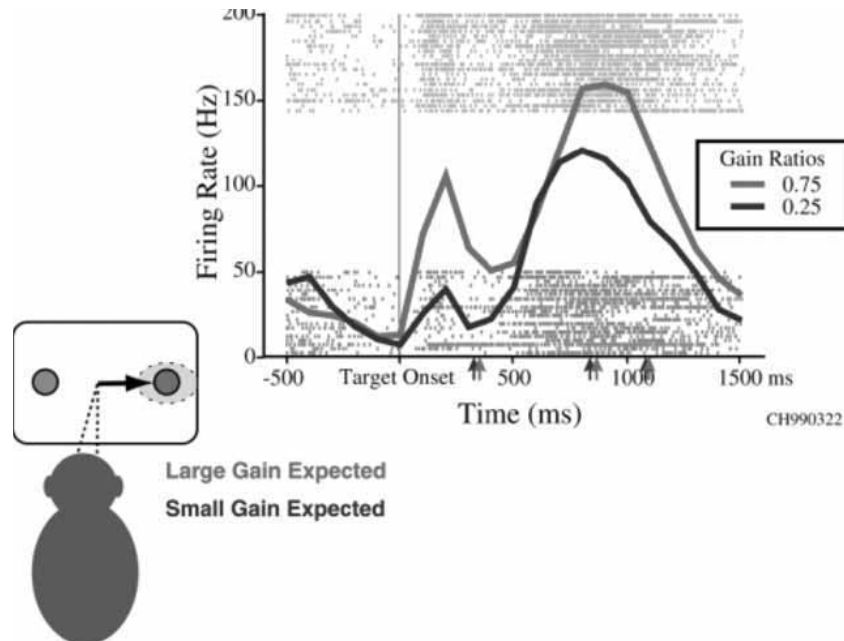 200
150
100
50
0
Firing Rate (Hz)
Gain Ratios
0.75
0.25
-500 Target Onset 500 1000 1500 ms
Time (ms)
CH990322
Large Gain Expected
Small Gain Expected